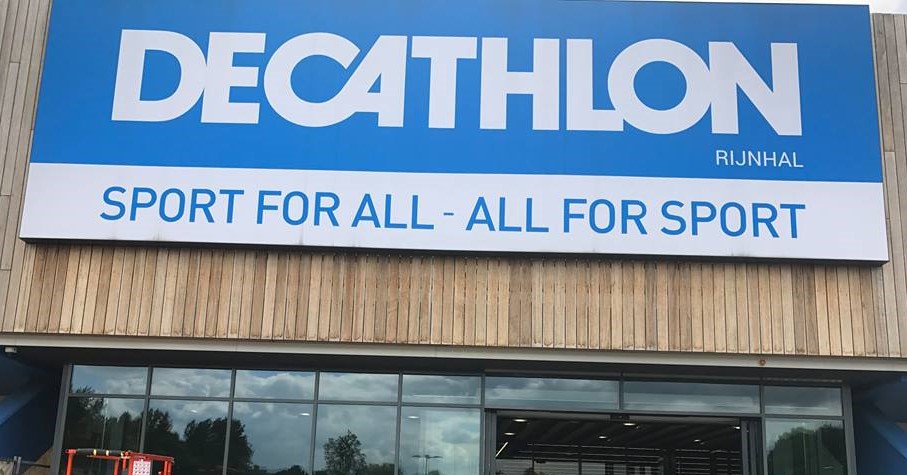 DECATHLON
RIJNHAL
SPORT FOR ALL - ALL FOR SPORT